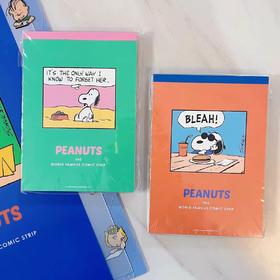 IT'S THE ONLY WAY I
KNOW TO FORGET HER.
PEANUTS
THE
WORLD FAMOUS COMIC STRIP
BLEAH!
PEANUTS
THE
WORLD FAMOUS COMIC STRIP
UTS
COMIC STRIP